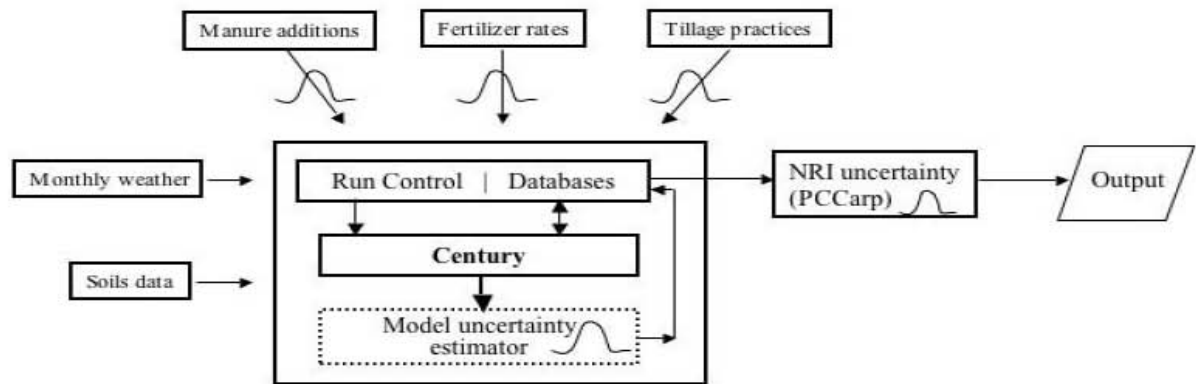 Manure additions
Fertilizer rates
Tillage practices
Monthly weather
Run Control | Databases
NRI uncertainty
(PCCarp)
Output
Century
Soils data
Model uncertainty
estimator